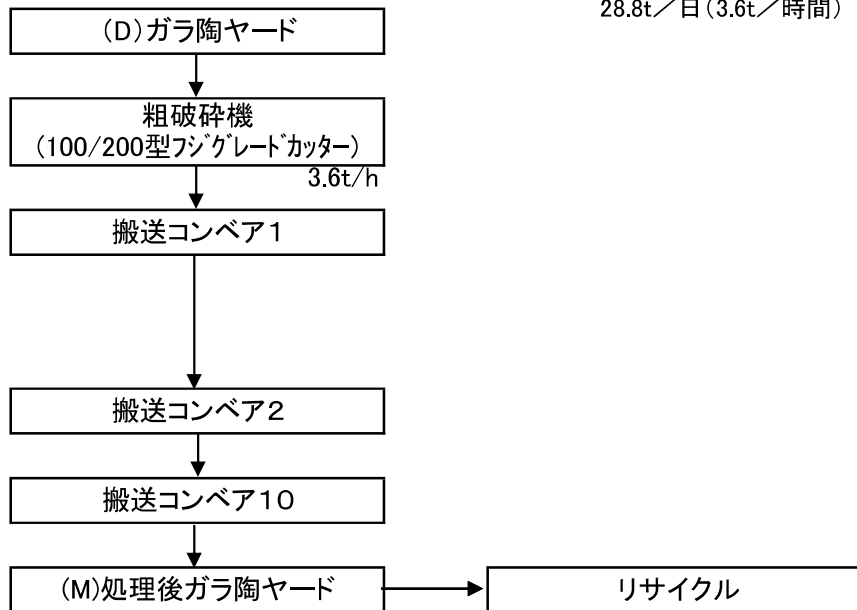 28.8t／日(3.6t／時間)
(D)ガラ陶ヤード
粗破砕機
(100/200型ﾌｼﾞｸﾞﾚｰﾄﾞｶｯﾀｰ)
3.6t/h
搬送コンベア１
搬送コンベア２
搬送コンベア１０
(M)処理後ガラ陶ヤード
リサイクル